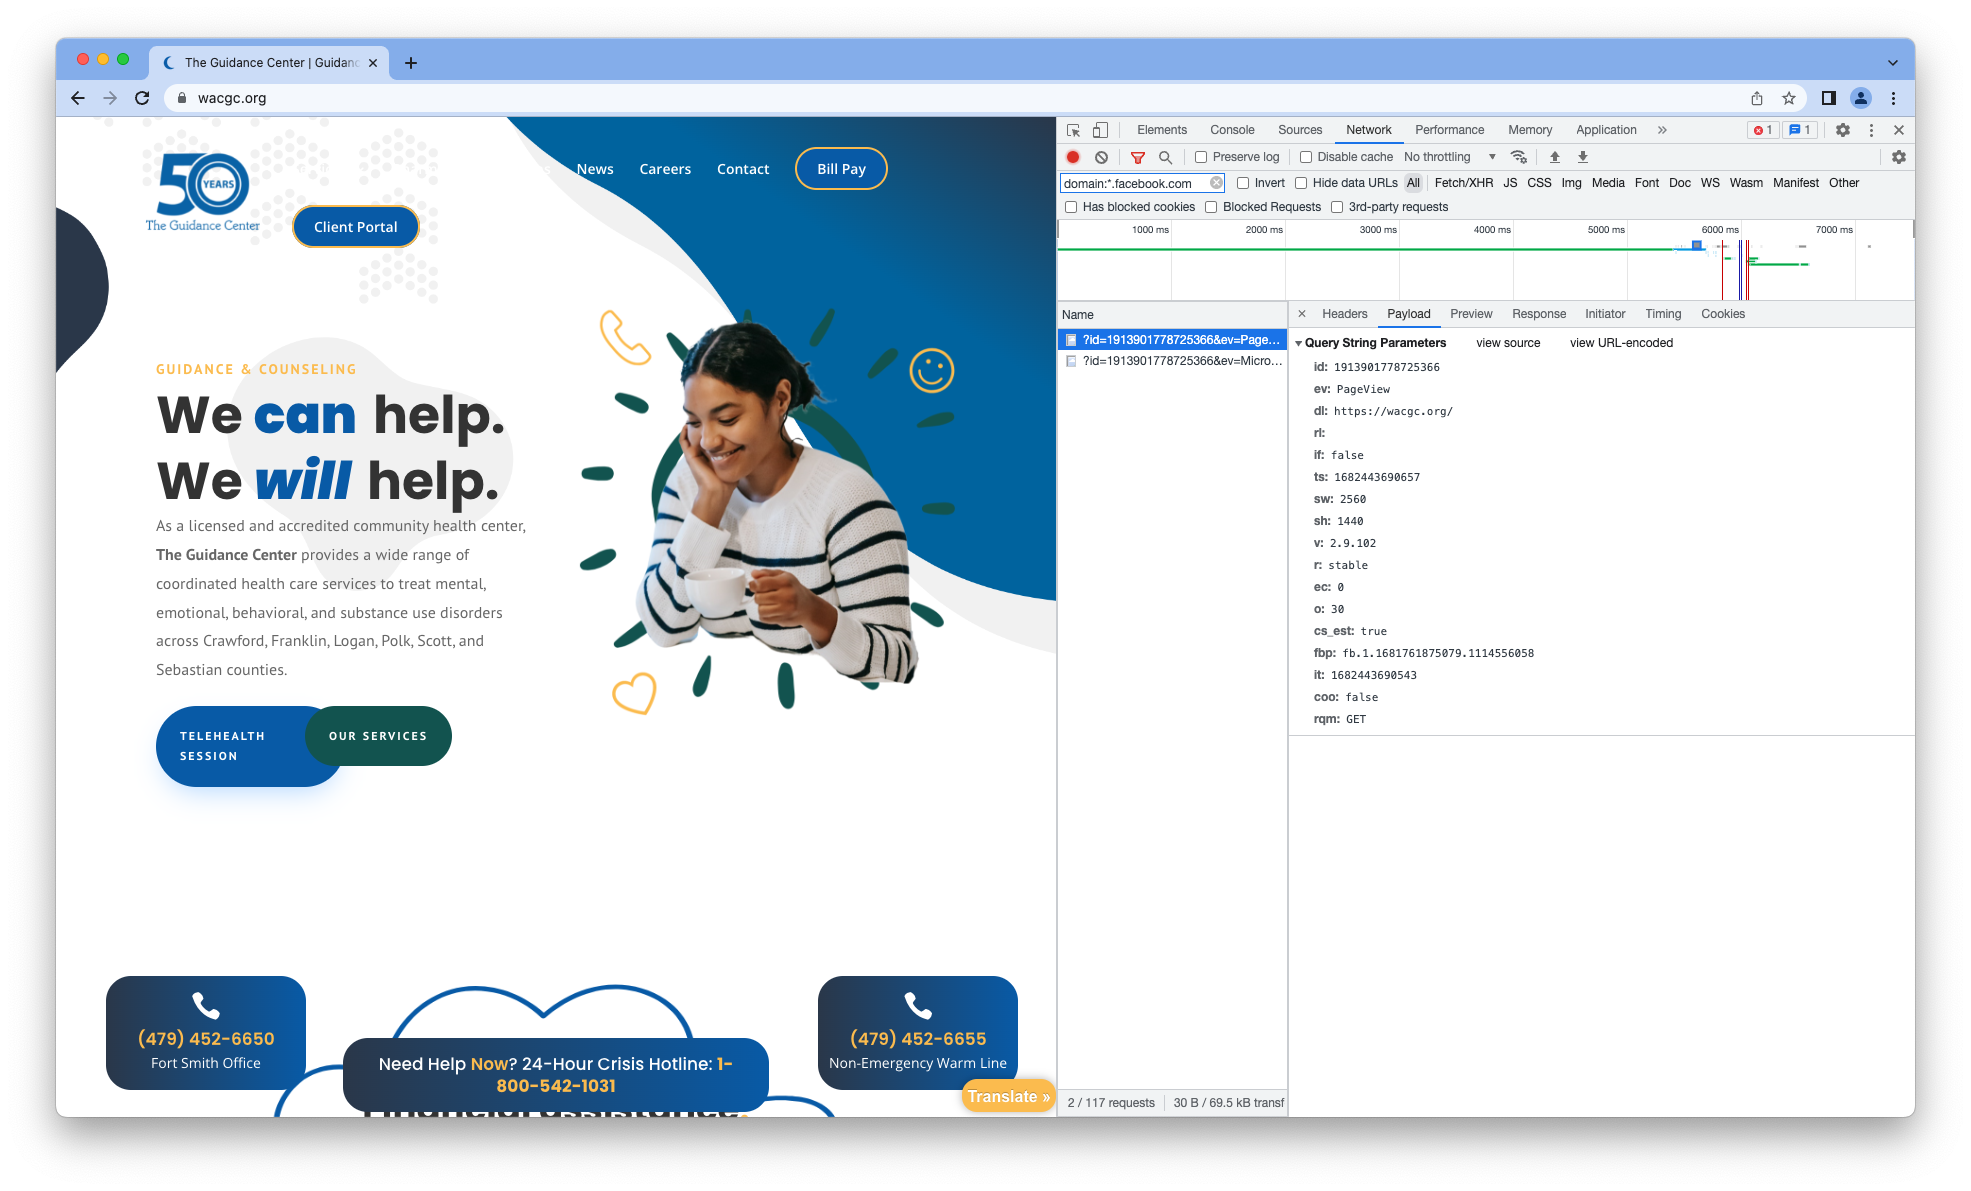 The Guidance Center | Guidanc
wacgc.org
50 YEARS
The Guidance Center
News
Careers
Contact
Bill Pay
Client Portal
GUIDANCE & COUNSELING
We can help.
We will help.
As a licensed and accredited community health center,
The Guidance Center provides a wide range of
coordinated health care services to treat mental,
emotional, behavioral, and substance use disorders
across Crawford, Franklin, Logan, Polk, Scott, and
Sebastian counties.
TELEHEALTH
SESSION
OUR SERVICES
(479) 452-6650
Fort Smith Office
Need Help Now? 24-Hour Crisis Hotline: 1-
800-542-1031
(479) 452-6655
Non-Emergency Warm Line
Translate »
Financial assistance.
Elements Console Sources Network Performance Memory Application » 1 1
Preserve log Disable cache No throttling
domain:*.facebook.com Invert Hide data URLs All Fetch/XHR JS CSS Img Media Font Doc WS Wasm Manifest Other
Has blocked cookies Blocked Requests 3rd-party requests
1000 ms 2000 ms 3000 ms 4000 ms 5000 ms 6000 ms 7000 ms
Name
?id=1913901778725366&ev=Page...
?id=1913901778725366&ev=Micro...
2 / 117 requests 30 B / 69.5 kB transf
Headers Payload Preview Response Initiator Timing Cookies
Query String Parameters view source view URL-encoded
id: 1913901778725366
ev: PageView
dl: https://wacgc.org/
rl:
if: false
ts: 1682443690657
sw: 2560
sh: 1440
v: 2.9.102
r: stable
ec: 0
o: 30
cs_est: true
fbp: fb.1.1681761875079.1114556058
it: 1682443690543
coo: false
rqm: GET